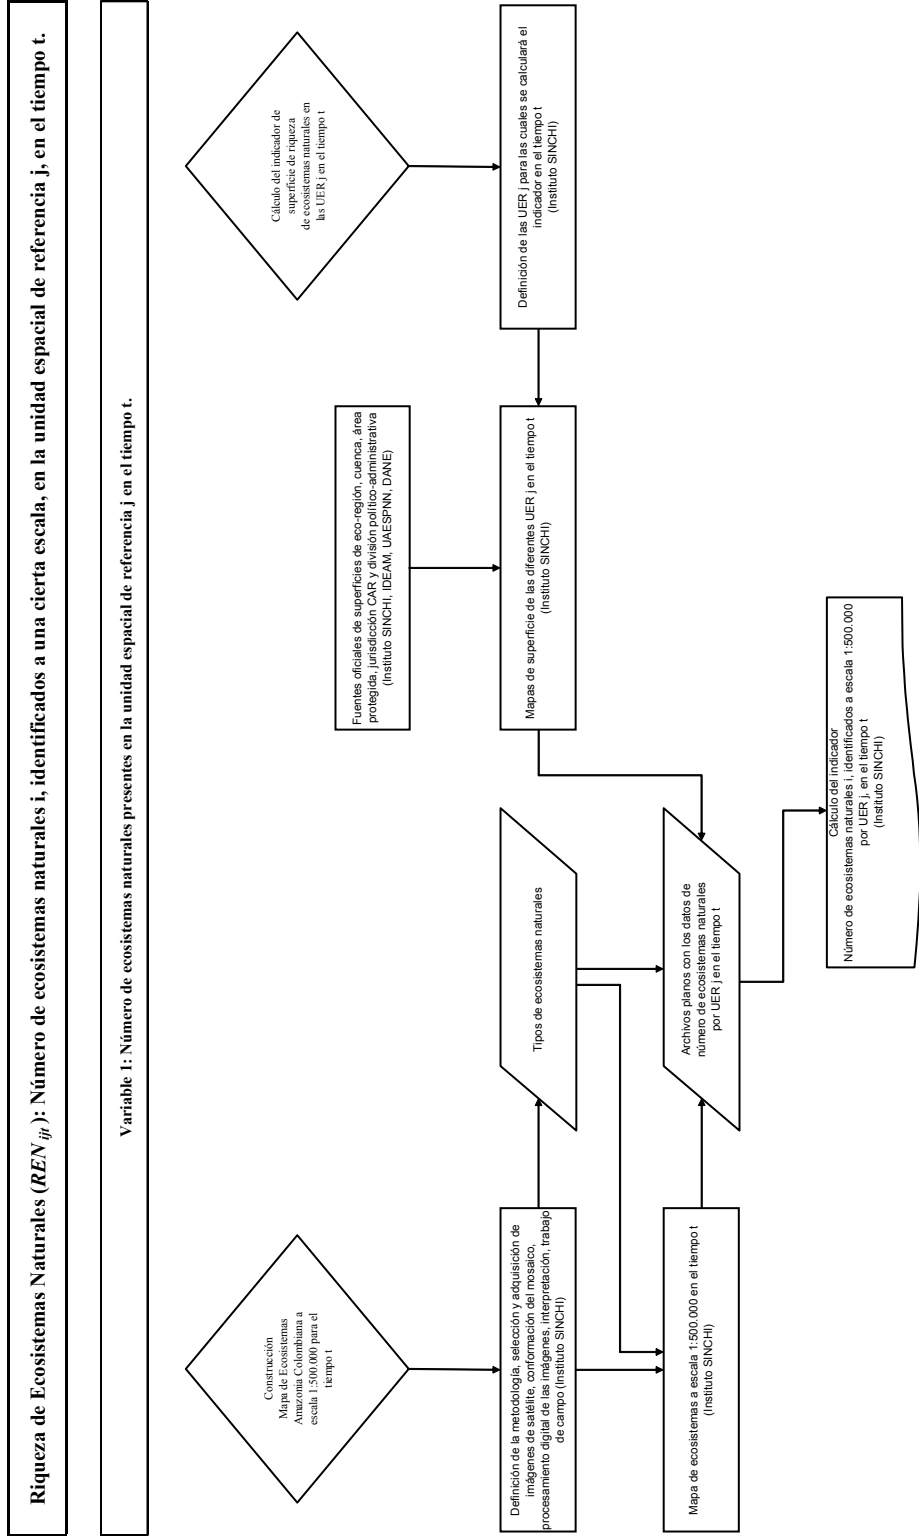 Riqueza de Ecosistemas Naturales (REN ijt): Número de ecosistemas naturales i, identificados a una cierta escala, en la unidad espacial de referencia j, en el tiempo t.
Variable 1: Número de ecosistemas naturales presentes en la unidad espacial de referencia j en el tiempo t.
Construcción
Mapa de Ecosistemas
Amazonia Colombiana a
escala 1:500.000 para el
tiempo t
Cálculo del indicador de
superficie de riqueza
de ecosistemas naturales en
las UER j en el tiempo t
Fuentes oficiales de superficies de eco-región, cuenca, área
protegida, jurisdicción CAR y división político-administrativa
(Instituto SINCHI, IDEAM, UAESPNN, DANE)
Definición de la metodología, selección y adquisición de
imágenes de satélite, conformación del mosaico,
procesamiento digital de las imágenes, interpretación, trabajo
de campo (Instituto SINCHI)
Tipos de ecosistemas naturales
Mapas de superficie de las diferentes UER j en el tiempo t
(Instituto SINCHI)
Definición de las UER j para las cuales se calculará el
indicador en el tiempo t
(Instituto SINCHI)
Mapa de ecosistemas a escala 1:500.000 en el tiempo t
(Instituto SINCHI)
Archivos planos con los datos de
número de ecosistemas naturales
por UER j en el tiempo t
Cálculo del indicador
Número de ecosistemas naturales i, identificados a escala 1:500.000
por UER j, en el tiempo t
(Instituto SINCHI)